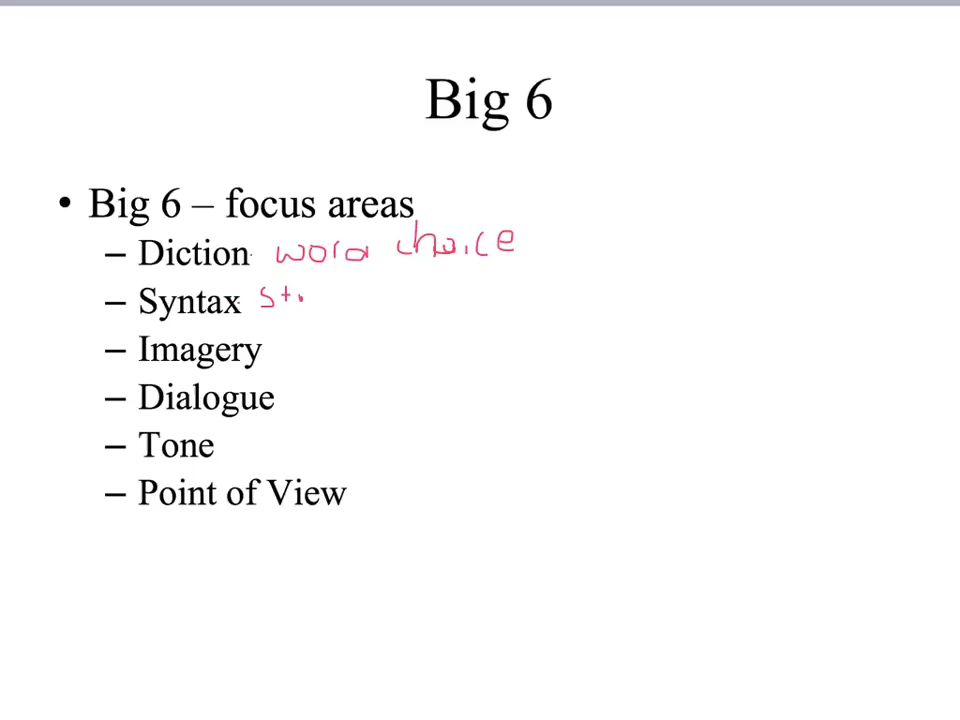 Big 6
• Big 6 – focus areas
– Diction word choice
– Syntax st
– Imagery
– Dialogue
– Tone
– Point of View